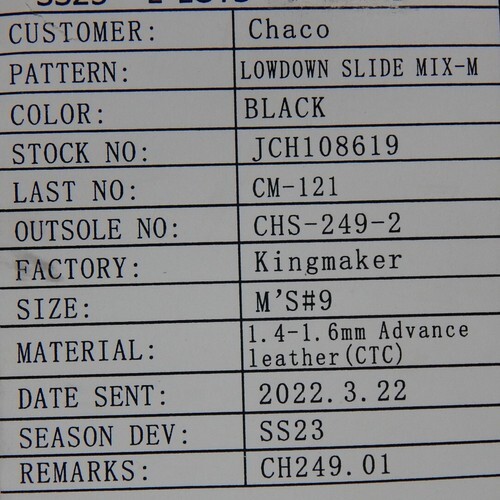 CUSTOMER: Chaco
PATTERN: LOWDOWN SLIDE MIX-M
COLOR: BLACK
STOCK NO: JCH108619
LAST NO: CM-121
OUTSOLE NO: CHS-249-2
FACTORY: Kingmaker
SIZE: M'S#9
MATERIAL: 1.4-1.6mm Advance
leather(CTC)
DATE SENT: 2022.3.22
SEASON DEV: SS23
REMARKS: CH249.01